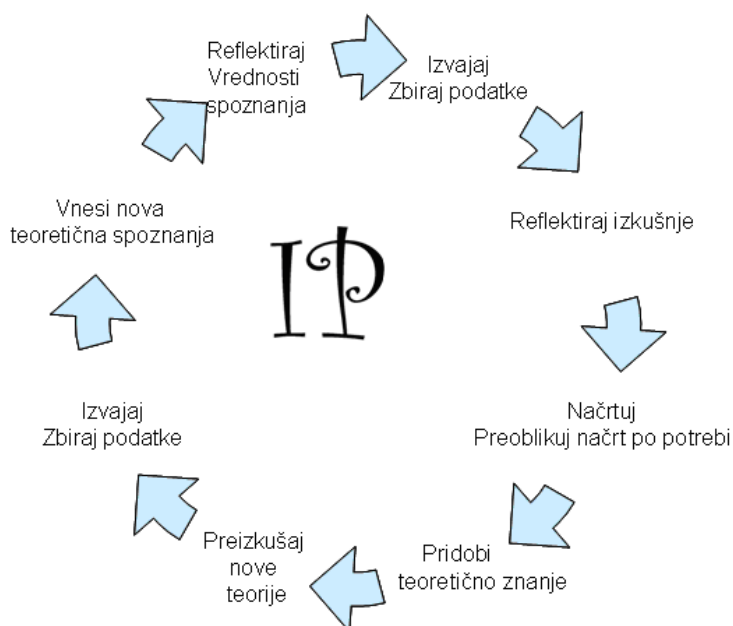 Reflektiraj
Vrednosti
spoznanja
Izvajaj
Zbiraj podatke
Reflektiraj izkušnje
Načrtuj
Preoblikuj načrt po potrebi
Pridobi
teoretično znanje
Preizkušaj
nove
teorije
Izvajaj
Zbiraj podatke
Vnesi nova
teoretična spoznanja
IP